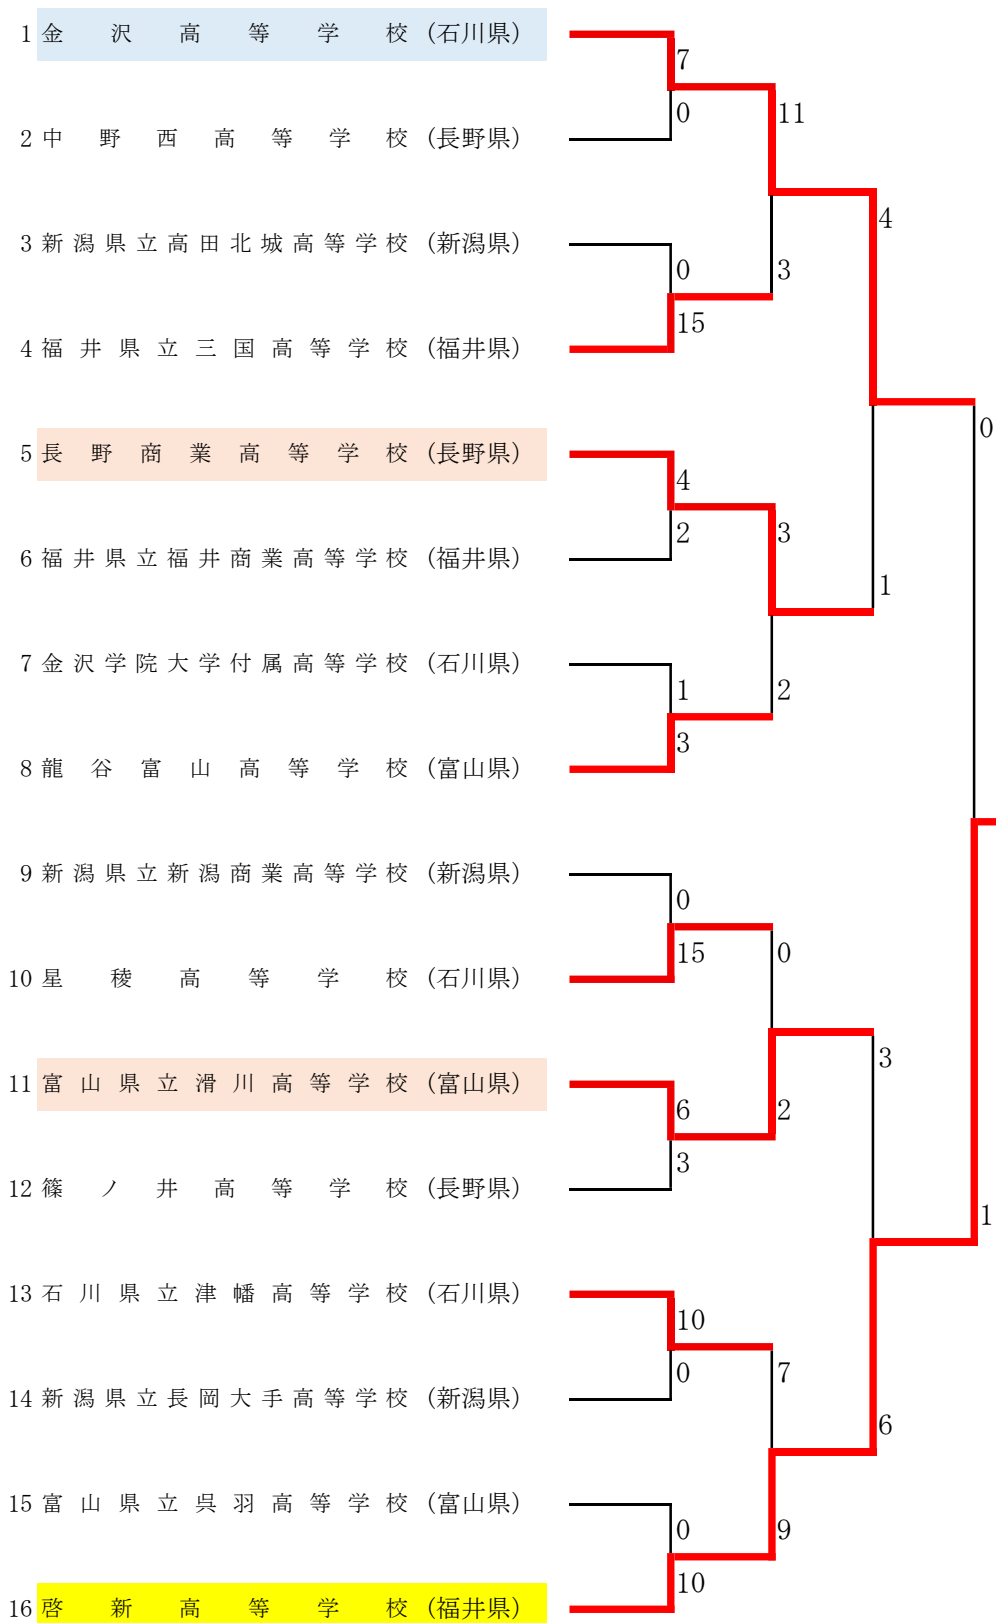 1 金沢高等学校 (石川県)
7
0
11
2 中野西高等学校 (長野県)
4
3 新潟県立高田北城高等学校 (新潟県)
0
3
15
4 福井県立三国高等学校 (福井県)
0
5 長野商業高等学校 (長野県)
4
2
3
6 福井県立福井商業高等学校 (福井県)
1
7 金沢学院大学付属高等学校 (石川県)
1
2
3
8 龍谷富山高等学校 (富山県)
9 新潟県立新潟商業高等学校 (新潟県)
0
15
0
10 星稜高等学校 (石川県)
3
11 富山県立滑川高等学校 (富山県)
6
2
3
12 篠ノ井高等学校 (長野県)
1
13 石川県立津幡高等学校 (石川県)
10
0
7
14 新潟県立長岡大手高等学校 (新潟県)
6
15 富山県立呉羽高等学校 (富山県)
0
9
10
16 啓新高等学校 (福井県)